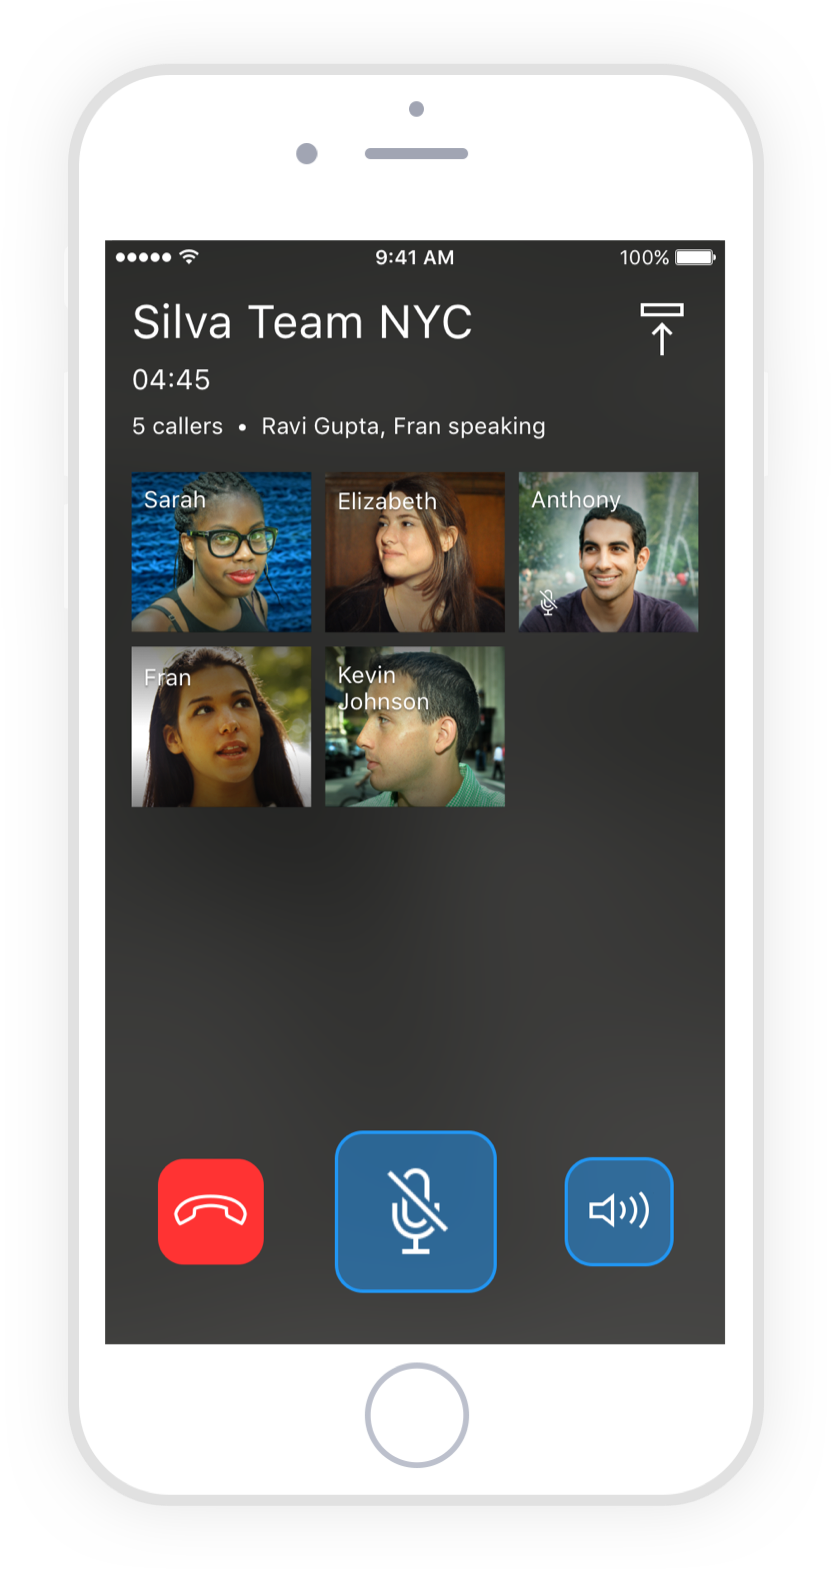 9:41 AM 100%
Silva Team NYC
04:45
5 callers • Ravi Gupta, Fran speaking
Sarah
Elizabeth
Anthony
Fran
Kevin
Johnson